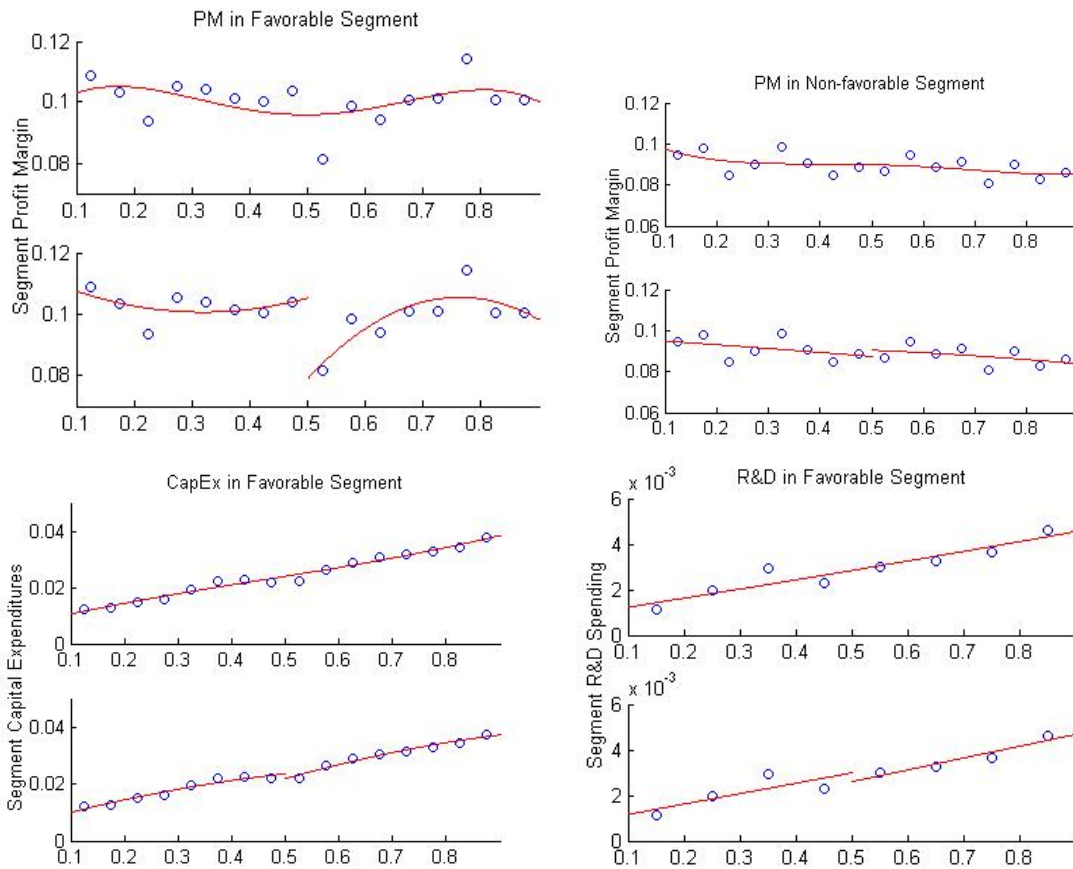 PM in Favorable Segment
Segment Profit Margin
0.12
0.1
0.08
0.1 0.2 0.3 0.4 0.5 0.6 0.7 0.8
0.12
0.1
0.08
0.1 0.2 0.3 0.4 0.5 0.6 0.7 0.8
PM in Non-favorable Segment
Segment Profit Margin
0.12
0.1
0.08
0.06
0.1 0.2 0.3 0.4 0.5 0.6 0.7 0.8
0.12
0.1
0.08
0.06
0.1 0.2 0.3 0.4 0.5 0.6 0.7 0.8
CapEx in Favorable Segment
Segment Capital Expenditures
0.04
0.02
0
0.1 0.2 0.3 0.4 0.5 0.6 0.7 0.8
0.04
0.02
0
0.1 0.2 0.3 0.4 0.5 0.6 0.7 0.8
R&D in Favorable Segment
Segment R&D Spending
x 10⁻³
6
4
2
0
0.1 0.2 0.3 0.4 0.5 0.6 0.7 0.8
x 10⁻³
6
4
2
0
0.1 0.2 0.3 0.4 0.5 0.6 0.7 0.8